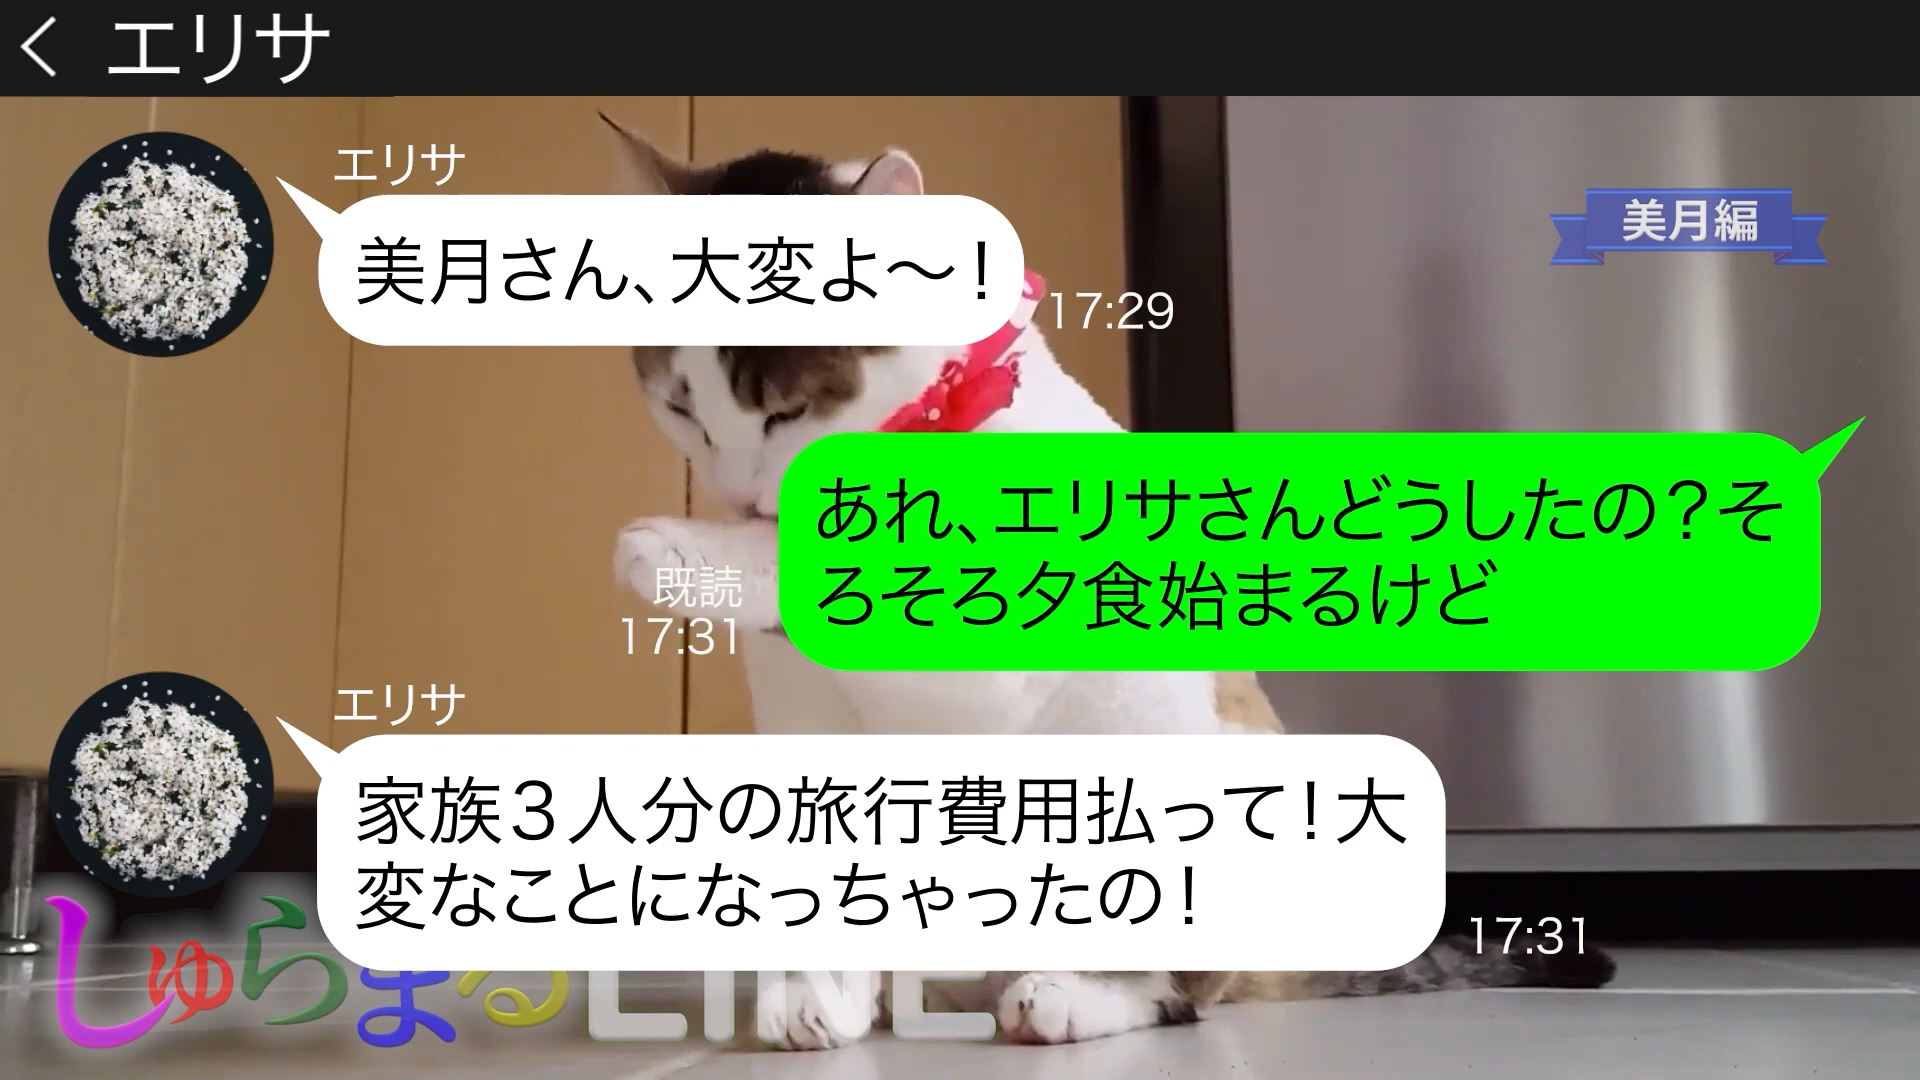 エリサ
エリサ
美月さん、大変よ〜！
17:29
美月編
あれ、エリサさんどうしたの？そ
ろそろ夕食始まるけど
既読
17:31
エリサ
家族３人分の旅行費用払って！大
変なことになっちゃったの！
17:31
しゅらまるLINE